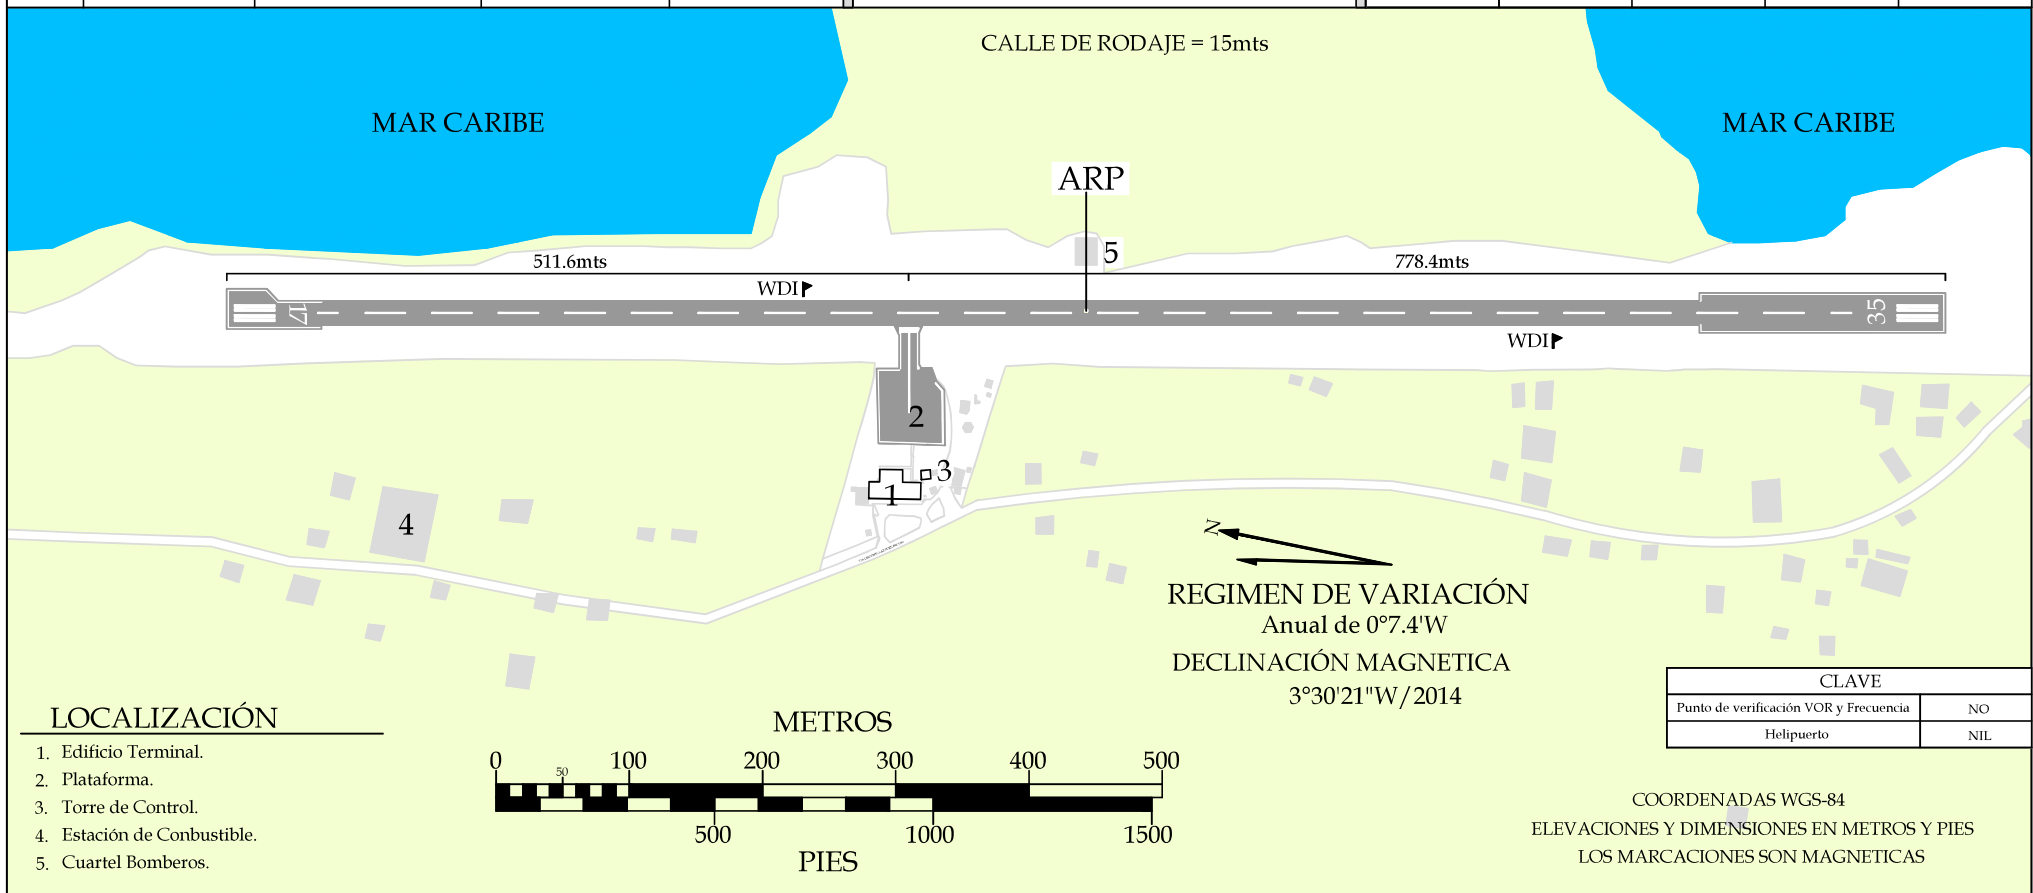 CALLE DE RODAJE = 15mts
MAR CARIBE
MAR CARIBE
ARP
5
511.6mts
778.4mts
WDI
17
35
WDI
2
3
1
4
N
REGIMEN DE VARIACIÓN
Anual de 0°7.4'W
DECLINACIÓN MAGNETICA
3°30'21"W/2014
CLAVE
Punto de verificación VOR y Frecuencia NO
Helipuerto NIL
LOCALIZACIÓN
1. Edificio Terminal.
2. Plataforma.
3. Torre de Control.
4. Estación de Conbustible.
5. Cuartel Bomberos.
METROS
0 50 100 200 300 400 500
500 1000 1500
PIES
COORDENADAS WGS-84
ELEVACIONES Y DIMENSIONES EN METROS Y PIES
LOS MARCACIONES SON MAGNETICAS